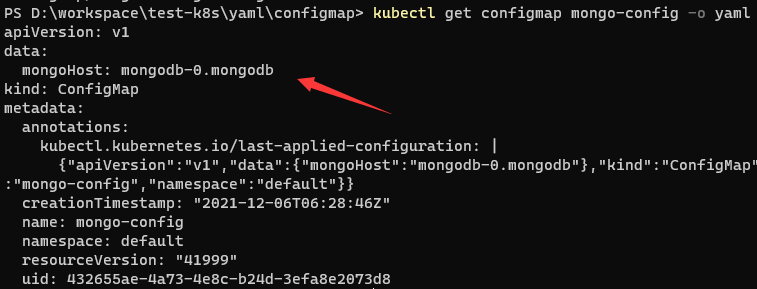 PS D:\workspace\test-k8s\yaml\configmap> kubectl get configmap mongo-config -o yaml
apiVersion: v1
data:
  mongoHost: mongodb-0.mongodb
kind: ConfigMap
metadata:
  annotations:
    kubectl.kubernetes.io/last-applied-configuration: |
      {"apiVersion":"v1","data":{"mongoHost":"mongodb-0.mongodb"},"kind":"ConfigMap"
:"mongo-config","namespace":"default"}}
  creationTimestamp: "2021-12-06T06:28:46Z"
  name: mongo-config
  namespace: default
  resourceVersion: "41999"
  uid: 432655ae-4a73-4e8c-b24d-3efa8e2073d8